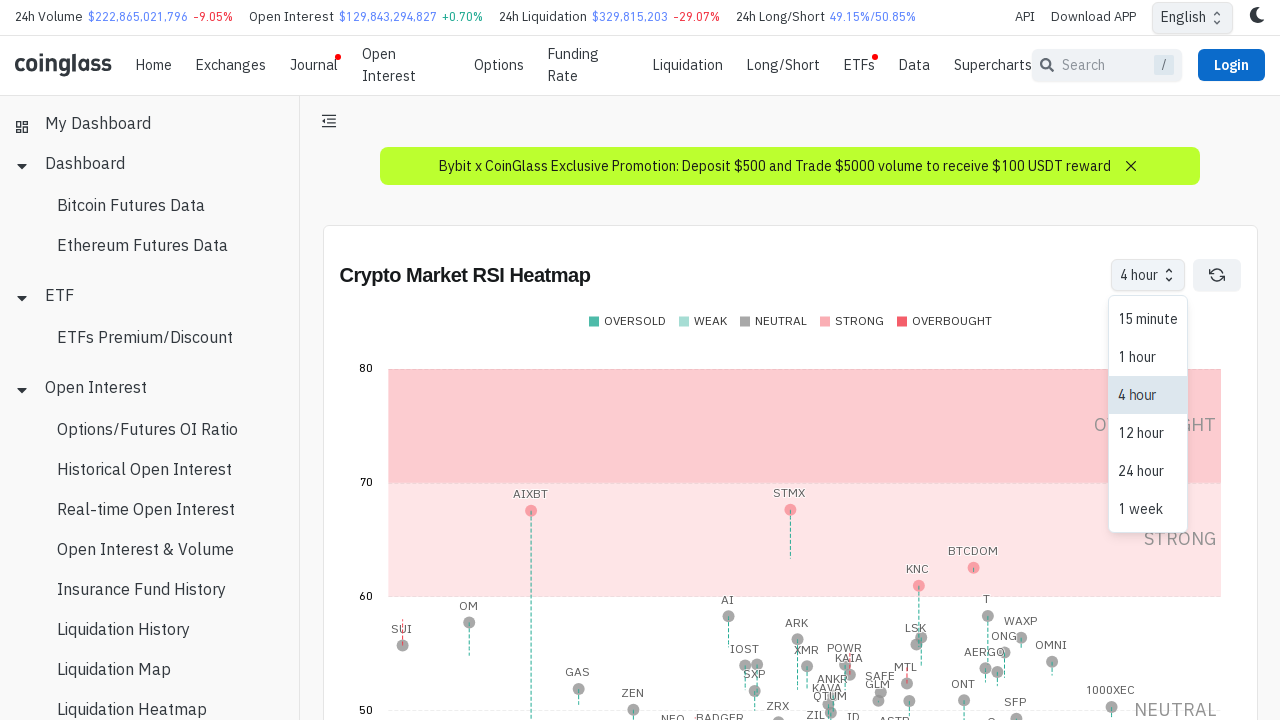 24h Volume $222,865,021,796 -9.05% Open Interest $129,843,294,827 +0.70% 24h Liquidation $329,815,203 -29.07% 24h Long/Short 49.15%/50.85% API Download APP English
coinglass Home Exchanges Journal Open Interest Options Funding Rate Liquidation Long/Short ETFs Data Supercharts Search / Login
My Dashboard
Dashboard
Bitcoin Futures Data
Ethereum Futures Data
ETF
ETFs Premium/Discount
Open Interest
Options/Futures OI Ratio
Historical Open Interest
Real-time Open Interest
Open Interest & Volume
Insurance Fund History
Liquidation History
Liquidation Map
Liquidation Heatmap
Bybit x CoinGlass Exclusive Promotion: Deposit $500 and Trade $5000 volume to receive $100 USDT reward
Crypto Market RSI Heatmap
4 hour
15 minute
1 hour
4 hour
12 hour
24 hour
1 week
OVERSOLD WEAK NEUTRAL STRONG OVERBOUGHT
80
70
AIXBT STMX
STRONG
BTCDOM
KNC
60
OM AI T
SUI ARK LSK WAXP
ONG
IOST XMR POWR OMNI
KAIA AERGO
GAS SXP MTL
ANKR SAFE
KAVA GLM ONT 1000XEC
ZEN QTUM
ZRX SFP
50 NEUTRAL
NEO BADGER ZIL ID